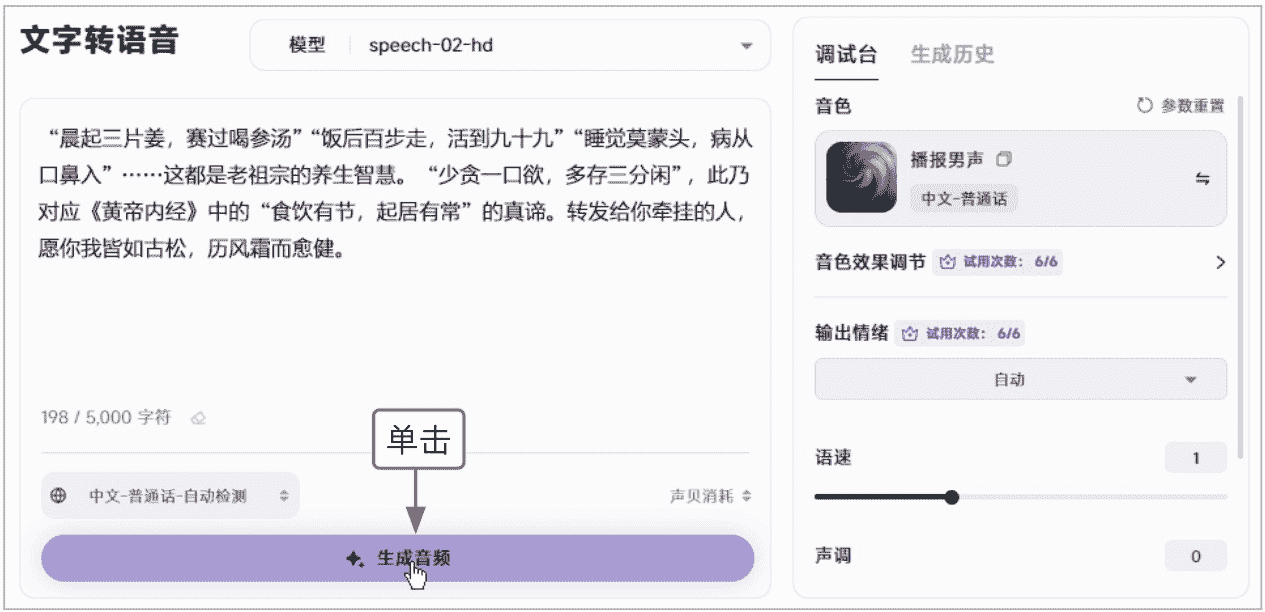 文字转语音
模型 speech-02-hd
“晨起三片姜，赛过喝参汤”“饭后百步走，活到九十九”“睡觉莫蒙头，病从
口鼻入”……这都是老祖宗的养生智慧。“少贪一口欲，多存三分闲”，此乃
对应《黄帝内经》中的“食饮有节，起居有常”的真谛。转发给你牵挂的人，
愿你我皆如古松，历风霜而愈健。
198 / 5,000 字符
单击
中文-普通话-自动检测
声贝消耗
生成音频
调试台 生成历史
音色 参数重置
播报男声
中文-普通话
音色效果调节 试用次数： 6/6
输出情绪 试用次数： 6/6
自动
语速 1
声调 0